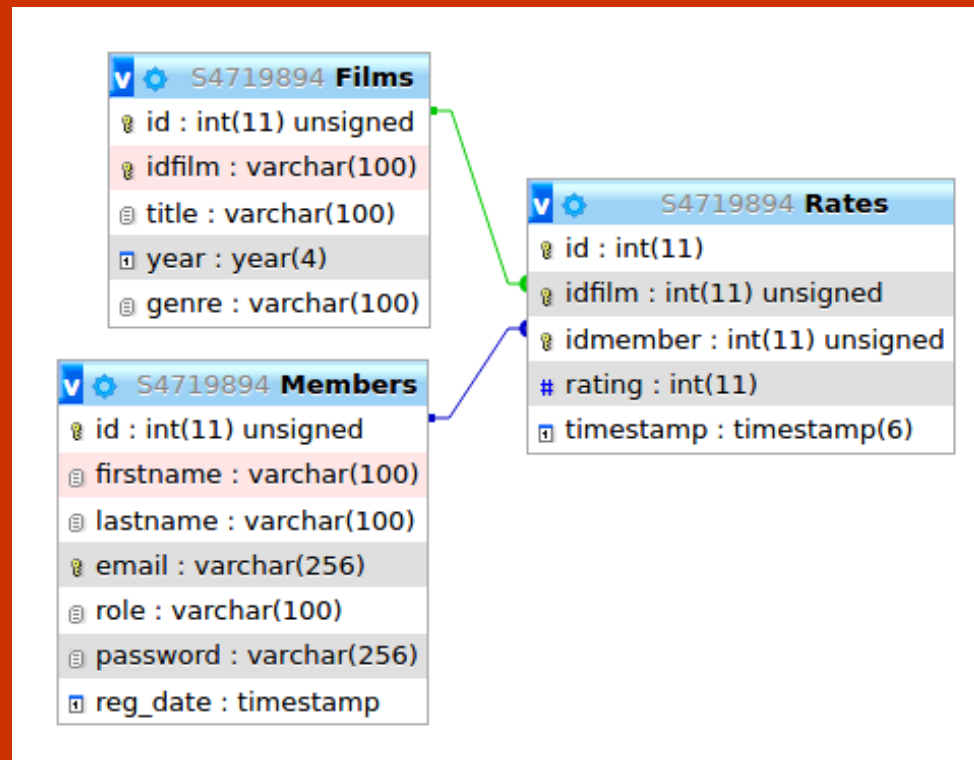 v S4719894 Films
id : int(11) unsigned
idfilm : varchar(100)
title : varchar(100)
year : year(4)
genre : varchar(100)
v S4719894 Members
id : int(11) unsigned
firstname : varchar(100)
lastname : varchar(100)
email : varchar(256)
role : varchar(100)
password : varchar(256)
reg_date : timestamp
v S4719894 Rates
id : int(11)
idfilm : int(11) unsigned
idmember : int(11) unsigned
# rating : int(11)
timestamp : timestamp(6)